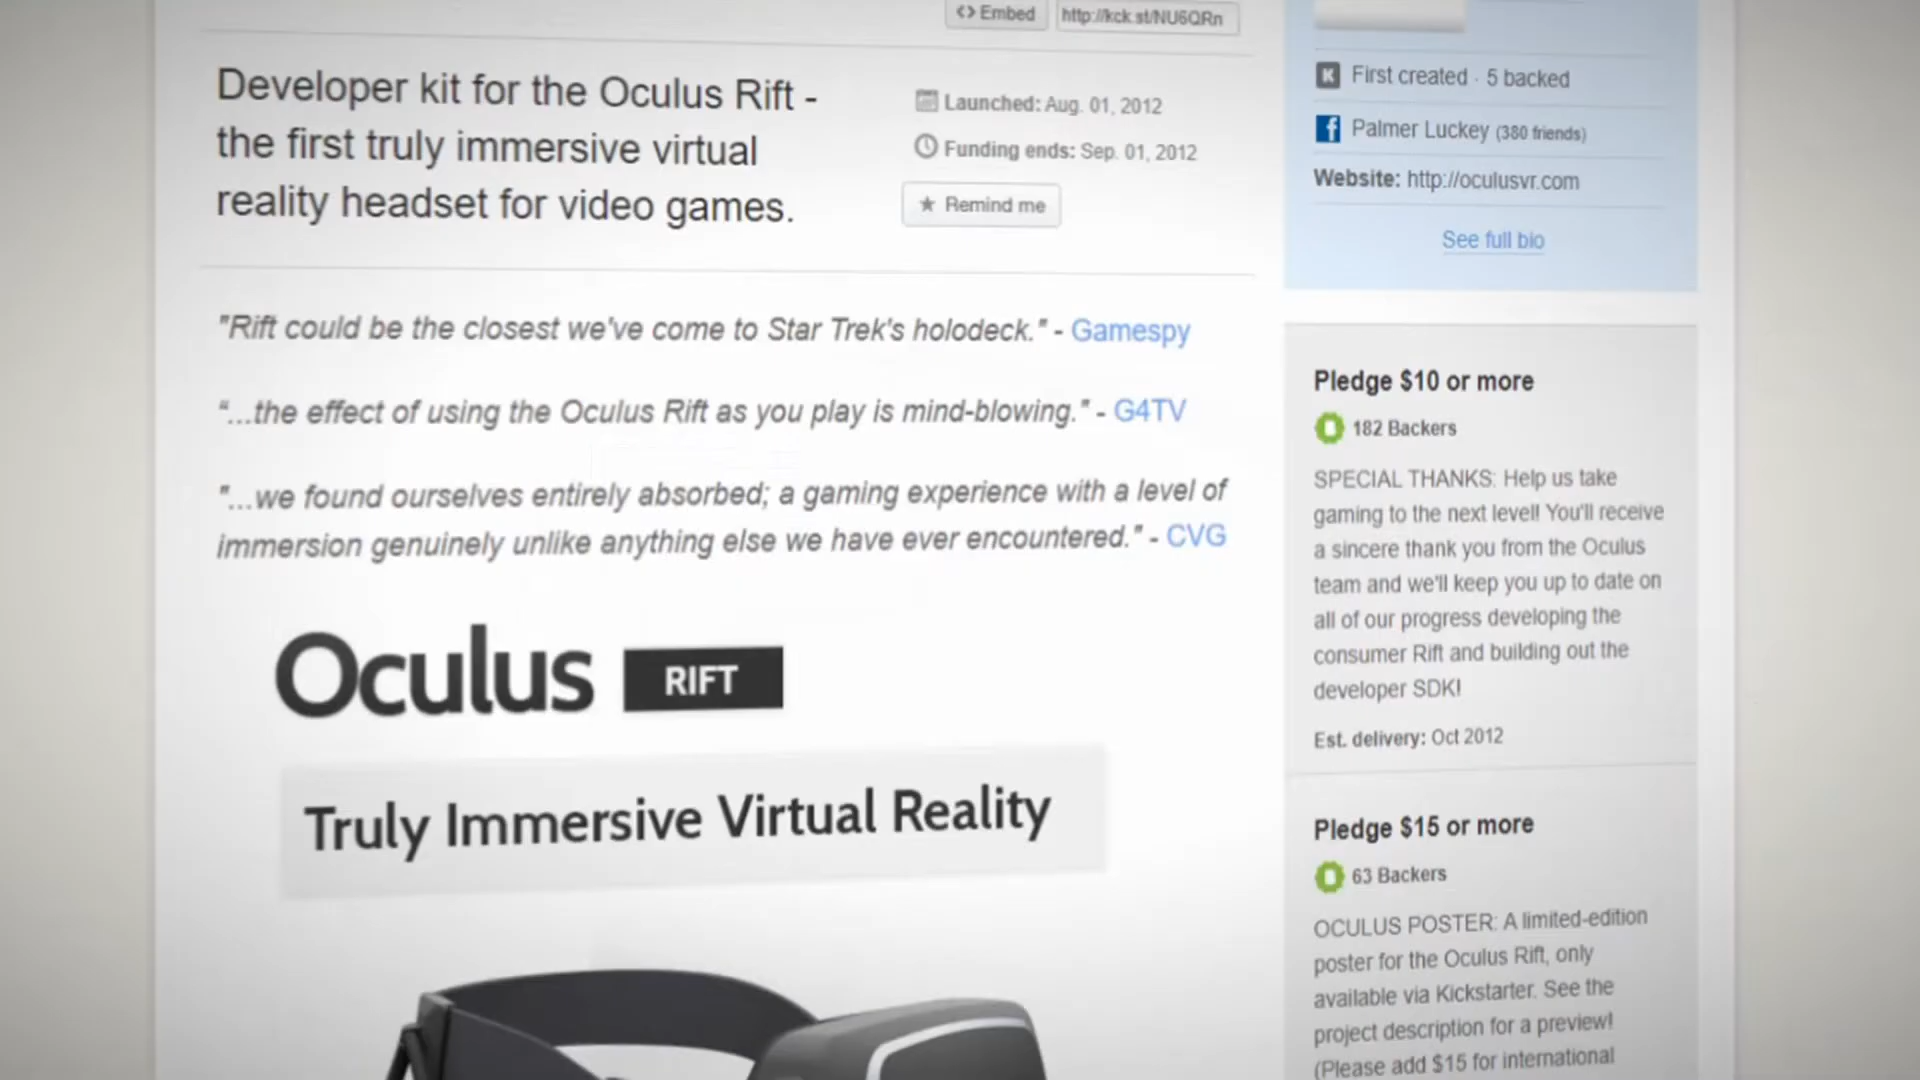 <> Embed
http://kck.st/NU6QRn
Developer kit for the Oculus Rift -
the first truly immersive virtual
reality headset for video games.
Launched: Aug. 01, 2012
Funding ends: Sep. 01, 2012
★ Remind me
"Rift could be the closest we've come to Star Trek's holodeck." - Gamespy
"...the effect of using the Oculus Rift as you play is mind-blowing." - G4TV
"...we found ourselves entirely absorbed; a gaming experience with a level of
immersion genuinely unlike anything else we have ever encountered." - CVG
Oculus RIFT
Truly Immersive Virtual Reality
K First created · 5 backed
f Palmer Luckey (380 friends)
Website: http://oculusvr.com
See full bio
Pledge $10 or more
182 Backers
SPECIAL THANKS: Help us take
gaming to the next level! You'll receive
a sincere thank you from the Oculus
team and we'll keep you up to date on
all of our progress developing the
consumer Rift and building out the
developer SDK!
Est. delivery: Oct 2012
Pledge $15 or more
63 Backers
OCULUS POSTER: A limited-edition
poster for the Oculus Rift, only
available via Kickstarter. See the
project description for a preview!
(Please add $15 for international